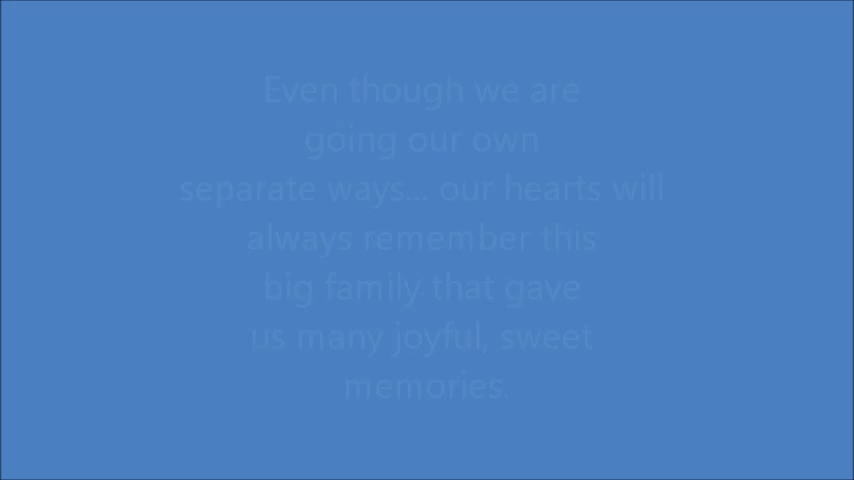 Even though we are
going our own
separate ways... our hearts will
always remember this
big family that gave
us many joyful, sweet
memories.